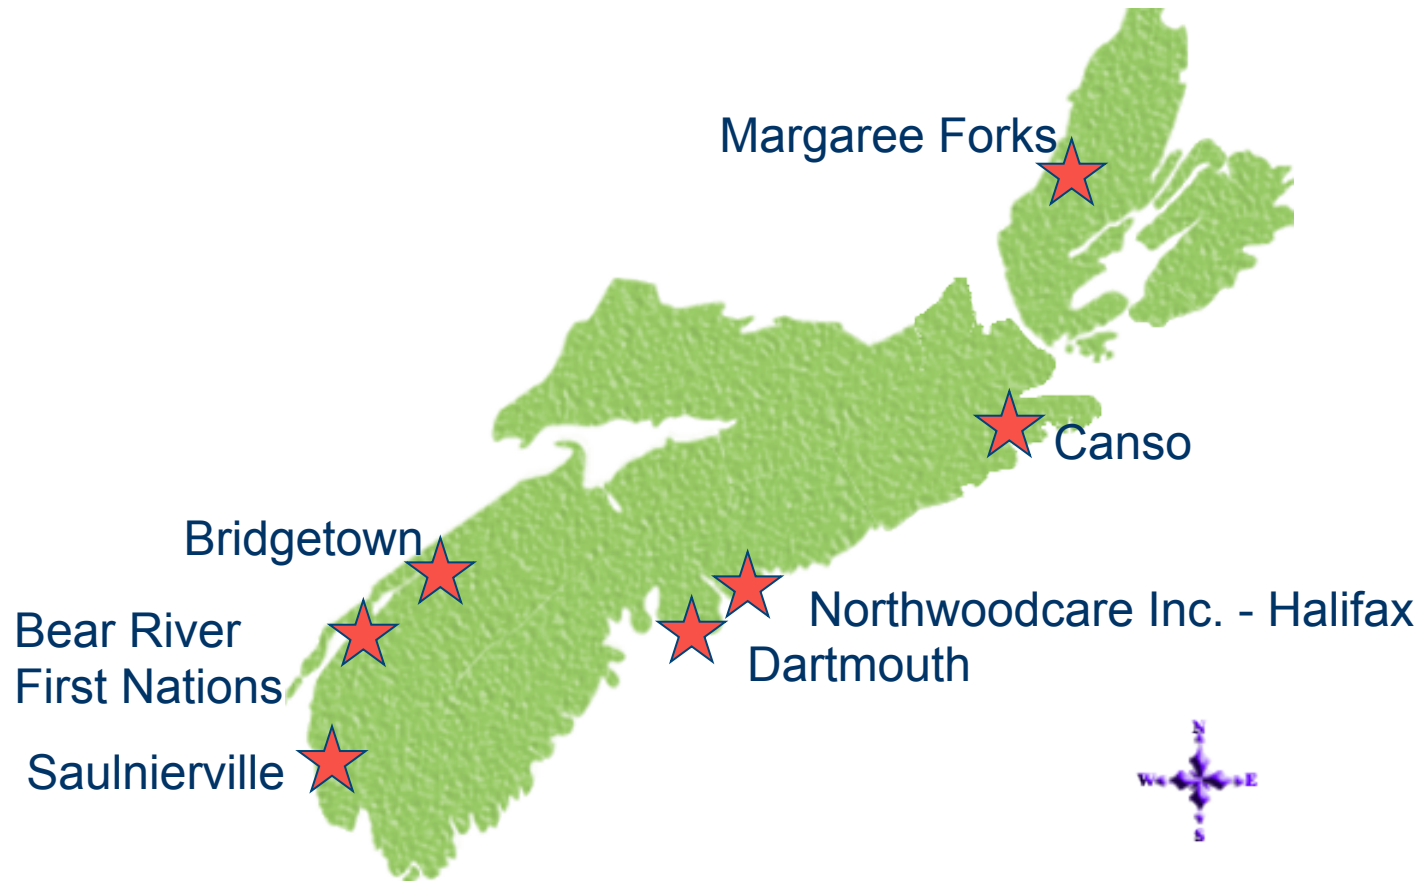 Margaree Forks
Canso
Bridgetown
Northwoodcare Inc. - Halifax
Bear River
First Nations
Dartmouth
Saulnierville
N
W
E
S